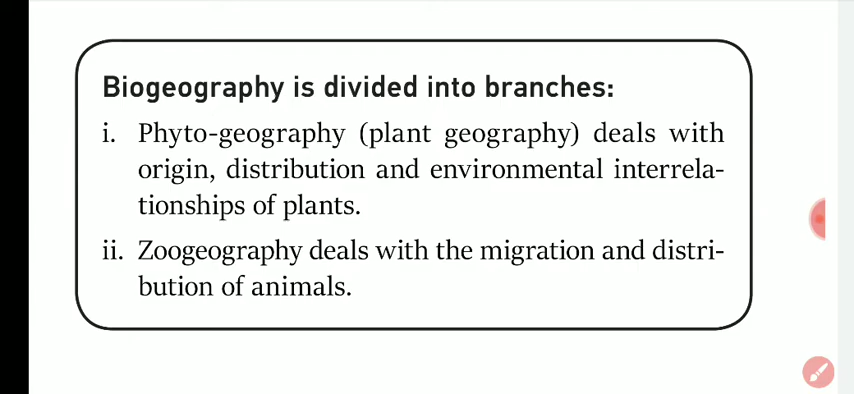 Biogeography is divided into branches:
i. Phyto-geography (plant geography) deals with
origin, distribution and environmental interrela-
tionships of plants.
ii. Zoogeography deals with the migration and distri-
bution of animals.